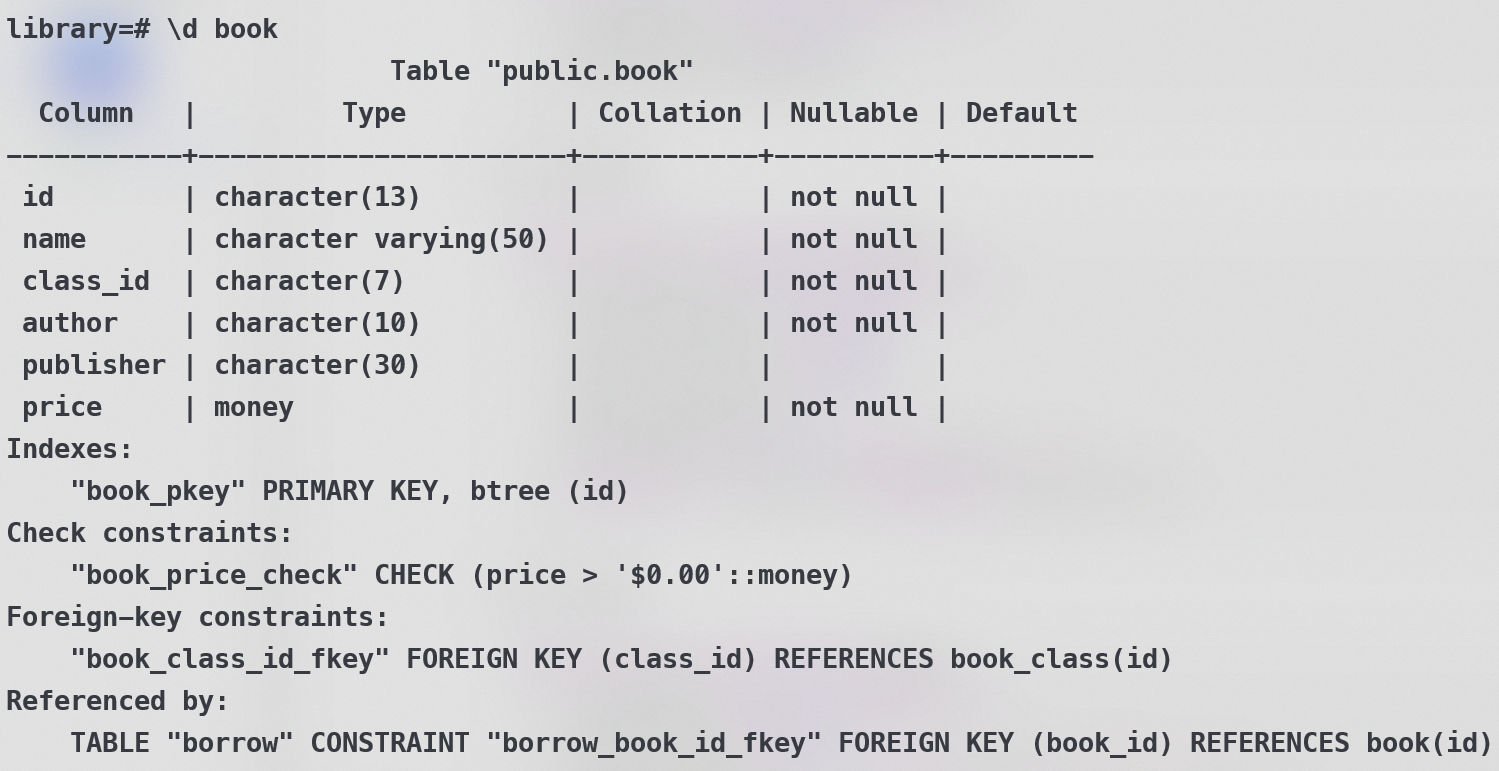 library=# \d book
                                                Table "public.book"
    Column   |         Type          | Collation | Nullable | Default
-----------+-----------------------+-----------+----------+---------
 id        | character(13)         |           | not null |
 name      | character varying(50) |           | not null |
 class_id  | character(7)          |           | not null |
 author    | character(10)         |           | not null |
 publisher | character(30)         |           |          |
 price     | money                 |           | not null |
Indexes:
    "book_pkey" PRIMARY KEY, btree (id)
Check constraints:
    "book_price_check" CHECK (price > '$0.00'::money)
Foreign-key constraints:
    "book_class_id_fkey" FOREIGN KEY (class_id) REFERENCES book_class(id)
Referenced by:
    TABLE "borrow" CONSTRAINT "borrow_book_id_fkey" FOREIGN KEY (book_id) REFERENCES book(id)